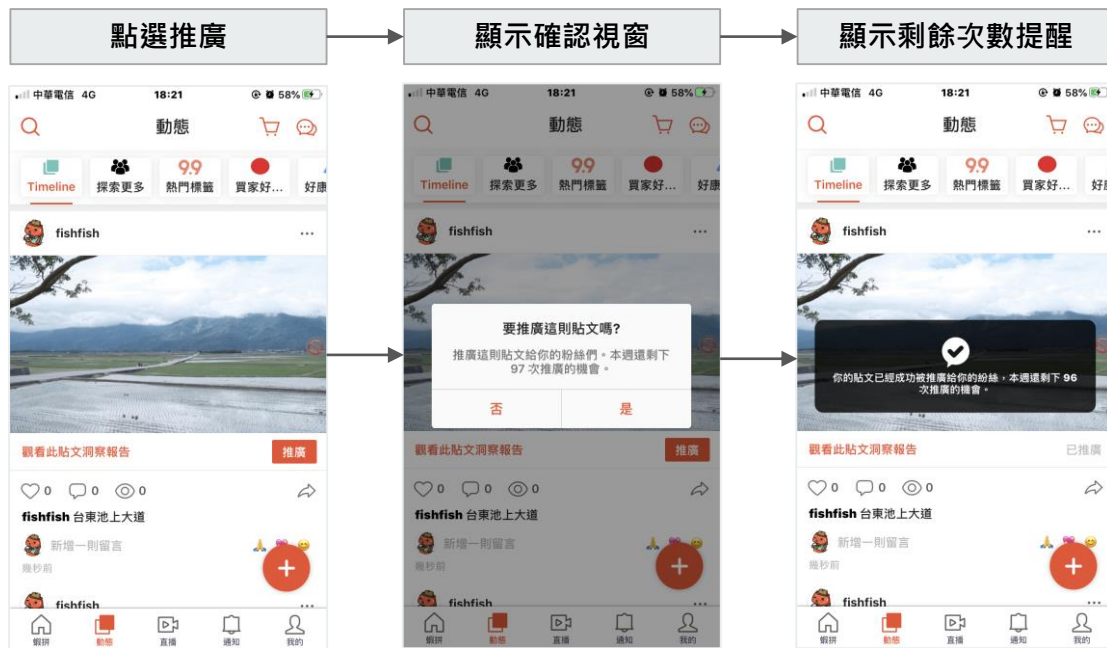 點選推廣
顯示確認視窗
顯示剩餘次數提醒
中華電信 4G 18:21 58%
動態
Timeline 探索更多 熱門標籤 買家好... 好康
9.9
fishfish
觀看此貼文洞察報告 推廣
0 0 0
fishfish 台東池上大道
新增一則留言
幾秒前
fishfish
蝦拼 動態 直播 通知 我的
中華電信 4G 18:21 58%
動態
9.9
Timeline 探索更多 熱門標籤 買家好... 好康
fishfish
要推廣這則貼文嗎?
推廣這則貼文給你的粉絲們。本週還剩下
97 次推廣的機會。
否 是
觀看此貼文洞察報告 推廣
0 0 0
fishfish 台東池上大道
新增一則留言
幾秒前
fishfish
蝦拼 動態 直播 通知 我的
中華電信 4G 18:21 58%
動態
9.9
Timeline 探索更多 熱門標籤 買家好... 好
fishfish
你的貼文已經成功被推廣給你的粉絲，本週還剩下 96
次推廣的機會。
觀看此貼文洞察報告 已推廣
0 0 0
fishfish 台東池上大道
新增一則留言
幾秒前
fishfish
蝦拼 動態 直播 通知 我的